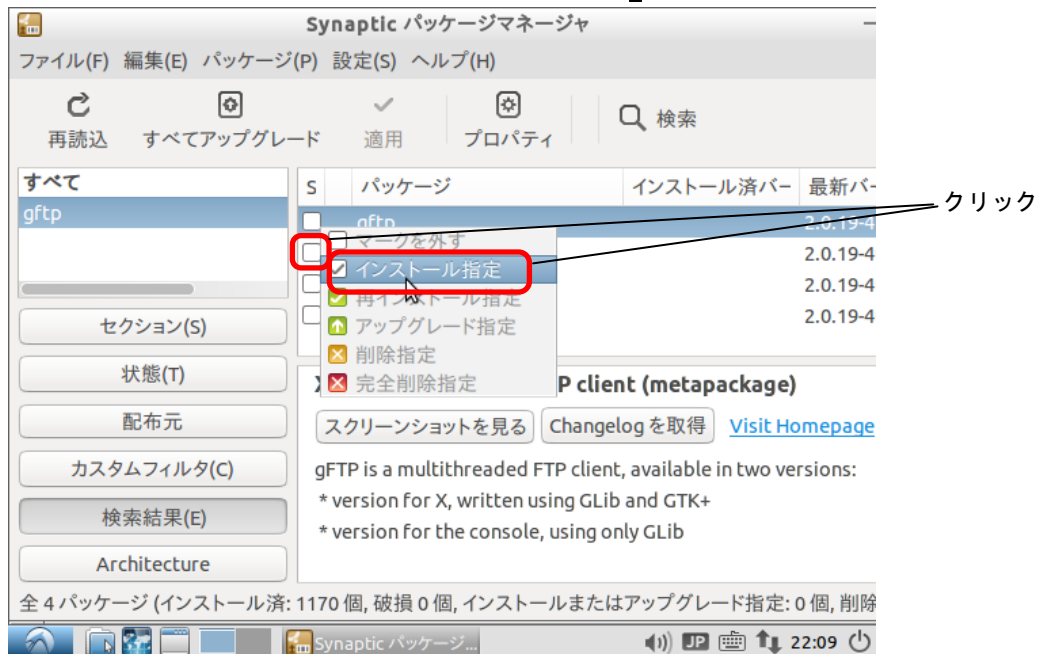 Synaptic パッケージマネージャ
ファイル(F) 編集(E) パッケージ(P) 設定(S) ヘルプ(H)
再読込 すべてアップグレード 適用 プロパティ 検索
すべて
gftp
S パッケージ インストール済バー 最新バー
gftp 2.0.19-4
2.0.19-4
2.0.19-4
2.0.19-4
マークを外す
インストール指定
再インストール指定
アップグレード指定
削除指定
完全削除指定
クリック
セクション(S)
状態(T)
配布元
カスタムフィルタ(C)
検索結果(E)
Architecture
P client (metapackage)
スクリーンショットを見る Changelog を取得 Visit Homepage
gFTP is a multithreaded FTP client, available in two versions:
* version for X, written using GLib and GTK+
* version for the console, using only GLib
全 4 パッケージ (インストール済: 1170 個, 破損 0 個, インストールまたはアップグレード指定: 0 個, 削除
Synaptic パッケージ... JP 22:09